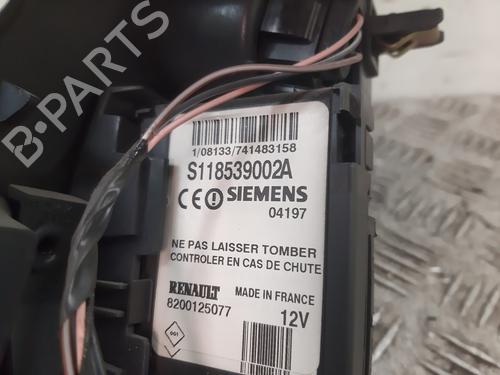 B-PARTS
1/08133/741483158
S118539002A
CE SIEMENS
04197
NE PAS LAISSER TOMBER
CONTROLER EN CAS DE CHUTE
RENAULT MADE IN FRANCE
8200125077 12V